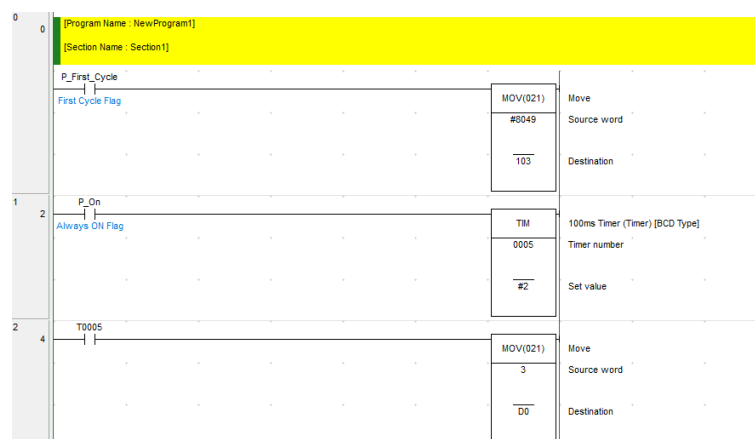 0
0
[Program Name : NewProgram1]
[Section Name : Section1]
P_First_Cycle
First Cycle Flag
MOV(021)
Move
#8049
Source word
103
Destination
1
2
P_On
Always ON Flag
TIM
100ms Timer (Timer) [BCD Type]
0005
Timer number
#2
Set value
2
4
T0005
MOV(021)
Move
3
Source word
D0
Destination